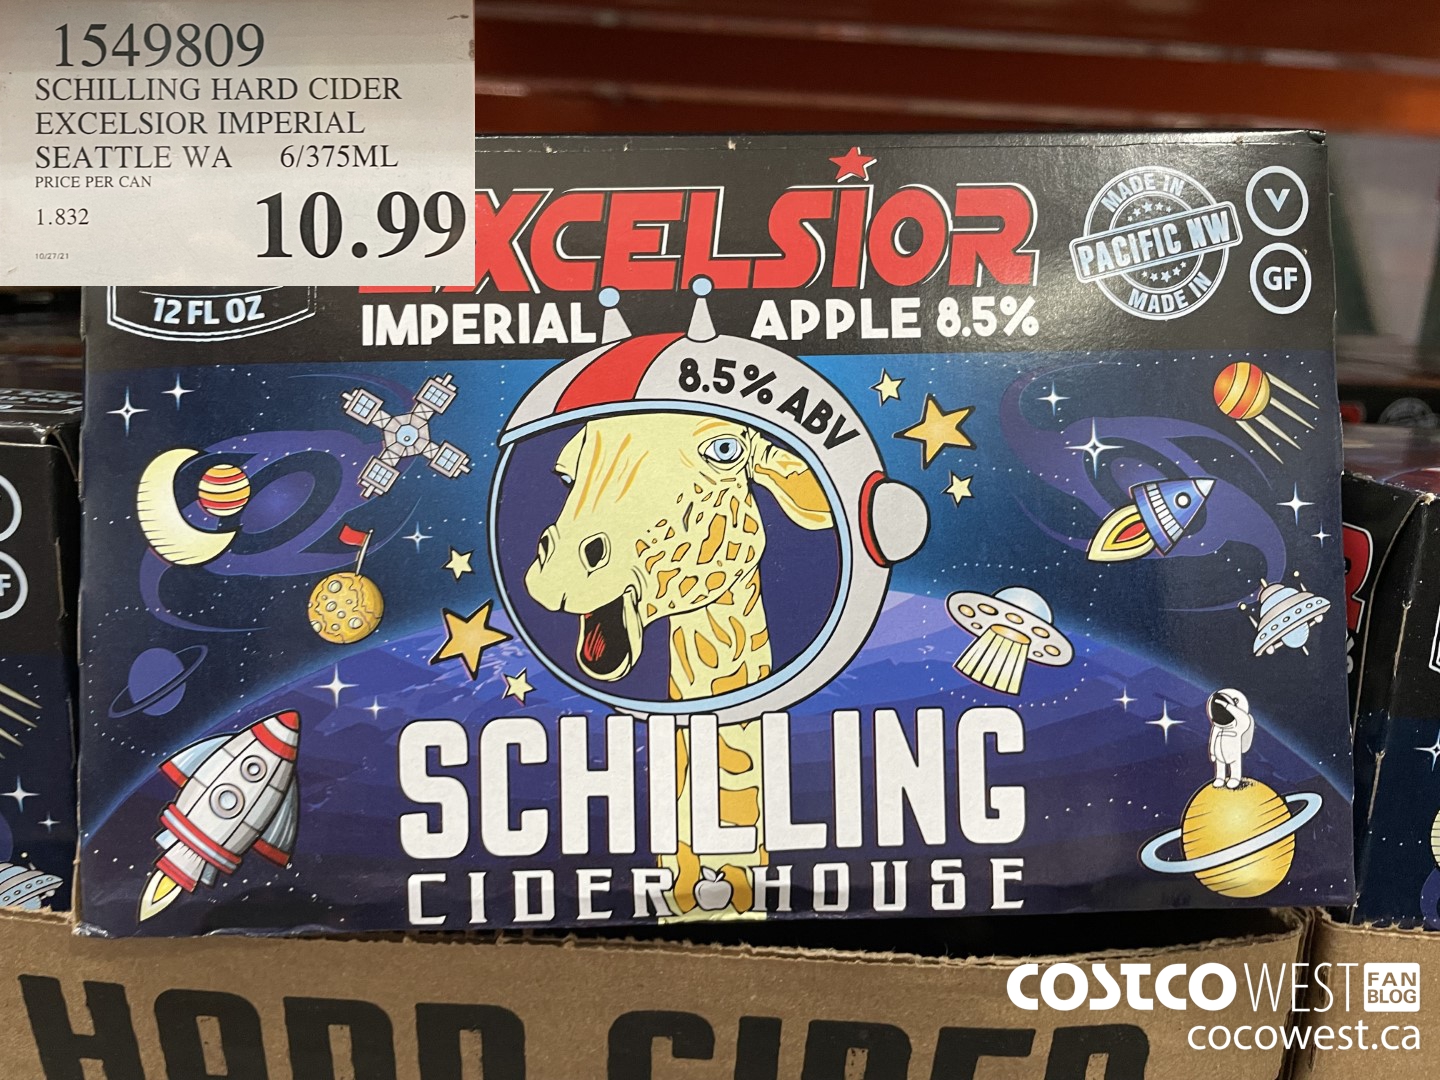 1549809
SCHILLING HARD CIDER
EXCELSIOR IMPERIAL
SEATTLE WA 6/375ML
PRICE PER CAN
1.832
10.99
10/27/21
EXCELSIOR
MADE IN
PACIFIC NW
MADE IN
V
GF
12 FL OZ
IMPERIAL APPLE 8.5%
8.5% ABV
SCHILLING
CIDER HOUSE
HARD CIDER
COSTCO WEST FAN BLOG
cocowest.ca